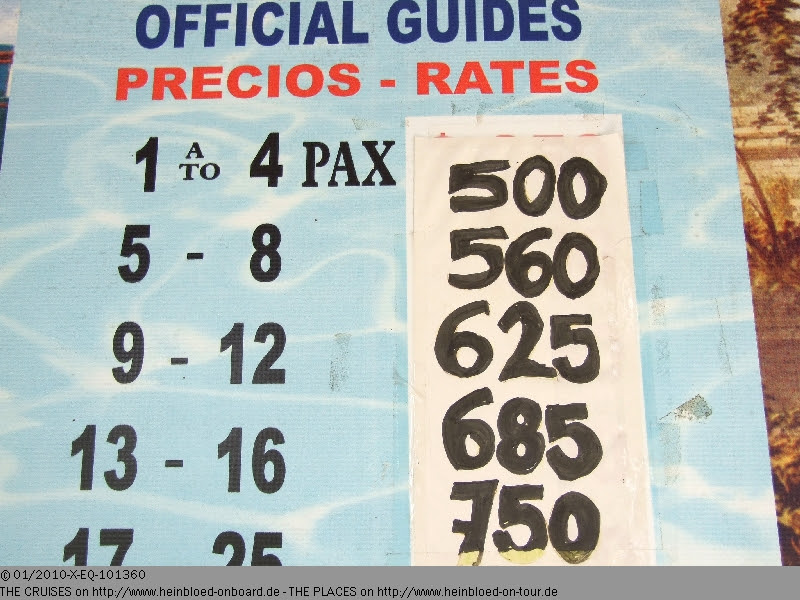 OFFICIAL GUIDES
PRECIOS - RATES
1 A TO 4 PAX 500
5 - 8 560
9 - 12 625
13 - 16 685
17 25 750
© 01/2010-X-EQ-101360
THE CRUISES on http://www.heinbloed-onboard.de - THE PLACES on http://www.heinbloed-on-tour.de